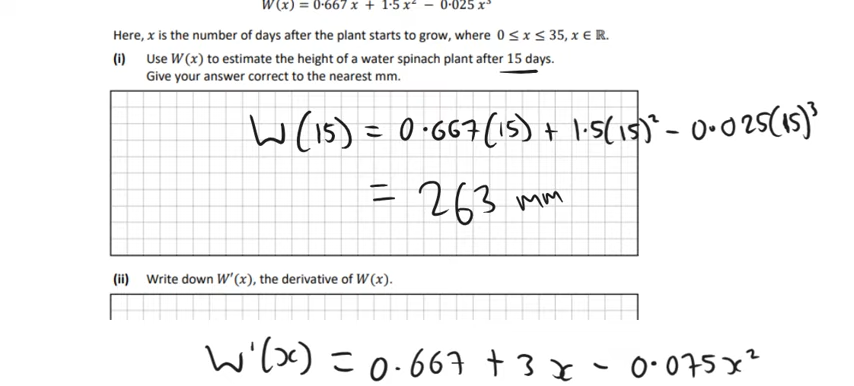 W(x) = 0·667 x + 1·5 x² − 0·025 x³
Here, x is the number of days after the plant starts to grow, where 0 ≤ x ≤ 35, x ∈ ℝ.
(i) Use W(x) to estimate the height of a water spinach plant after 15 days.
Give your answer correct to the nearest mm.
W(15) = 0.667(15) + 1.5(15)² − 0.025(15)³
= 263 mm
(ii) Write down W′(x), the derivative of W(x).
W'(x) = 0.667 + 3x − 0.075x²